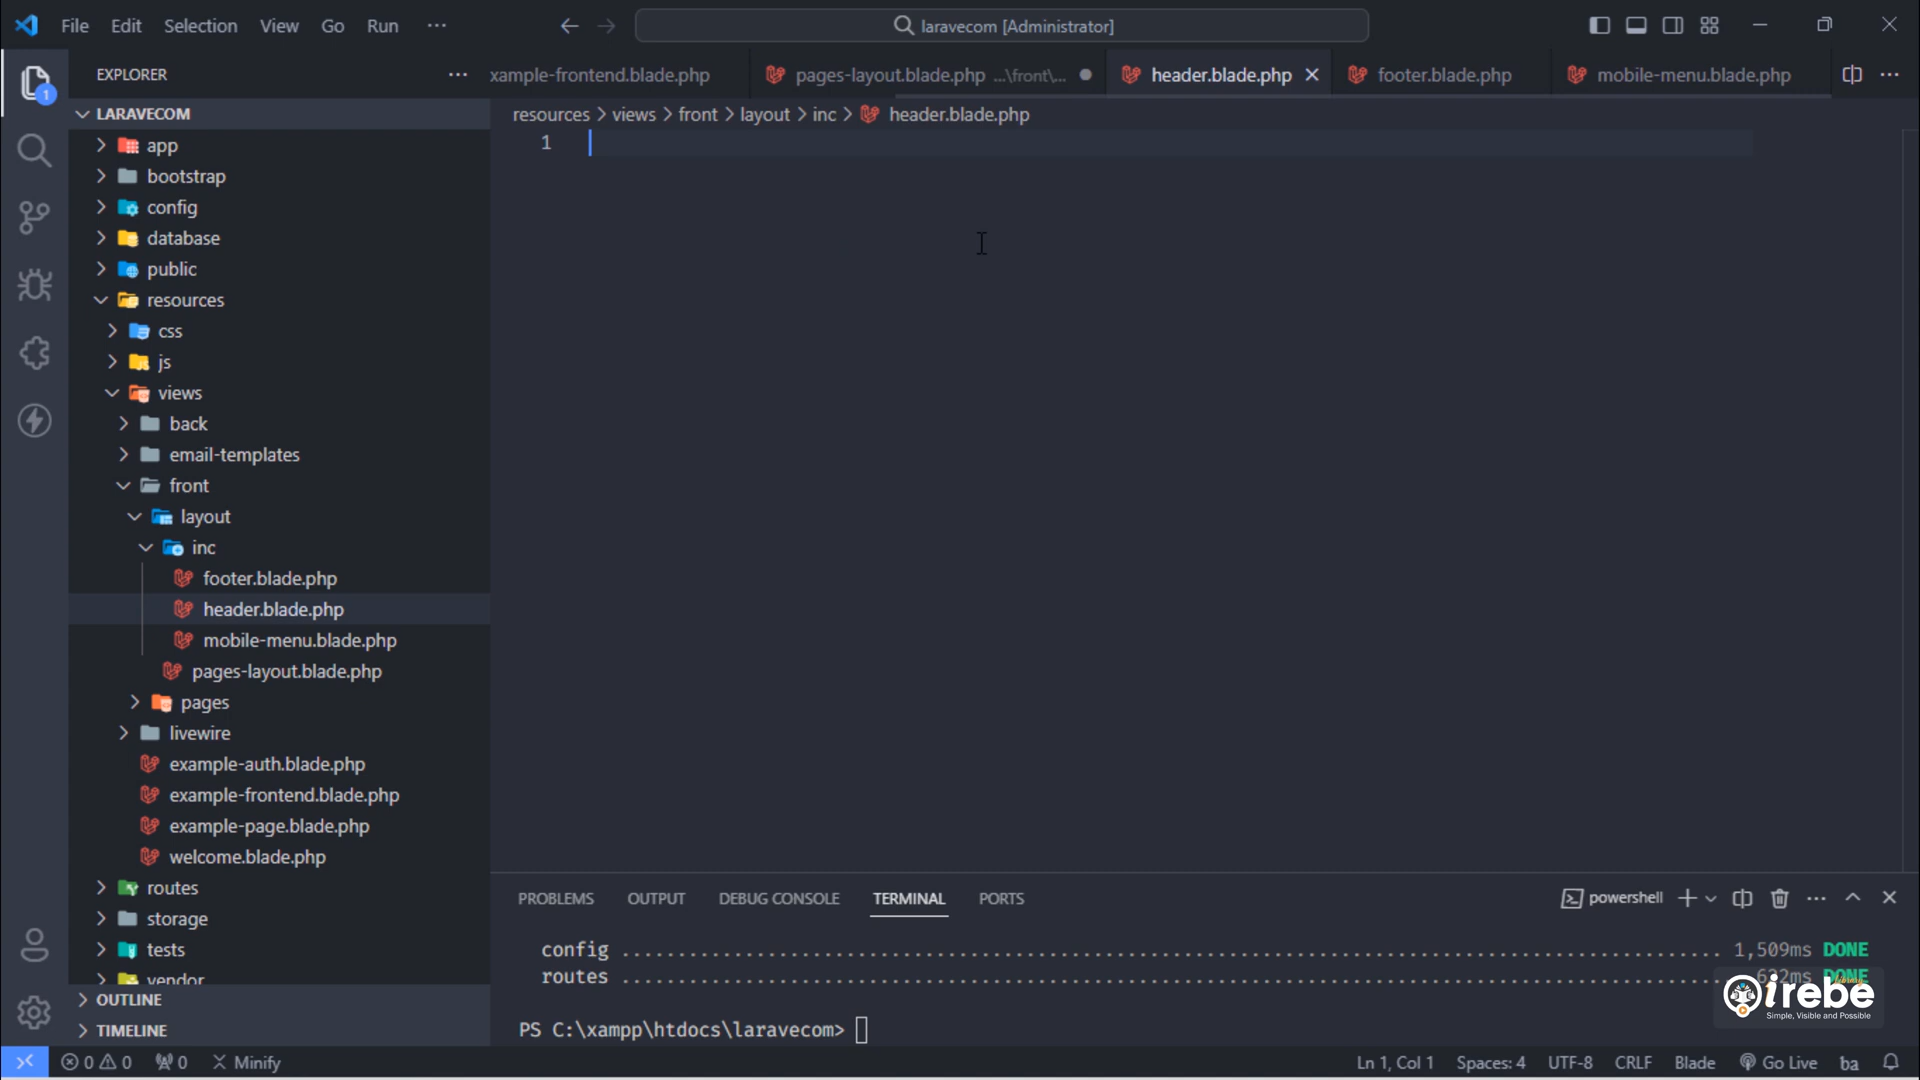 File Edit Selection View Go Run ...
laravecom [Administrator]
EXPLORER
xample-frontend.blade.php
pages-layout.blade.php ...\front\...
header.blade.php
footer.blade.php
mobile-menu.blade.php
1
LARAVECOM
resources > views > front > layout > inc > header.blade.php
1
app
bootstrap
config
database
public
resources
css
js
views
back
email-templates
front
layout
inc
footer.blade.php
header.blade.php
mobile-menu.blade.php
pages-layout.blade.php
pages
livewire
example-auth.blade.php
example-frontend.blade.php
example-page.blade.php
welcome.blade.php
routes
storage
tests
vendor
OUTLINE
TIMELINE
PROBLEMS OUTPUT DEBUG CONSOLE TERMINAL PORTS
powershell
config .................................................................................................. 1,509ms DONE
routes .................................................................................................. 622ms DONE
PS C:\xampp\htdocs\laravecom>
irebe
Simple, Visible and Possible
0 0 0 Minify
Ln 1, Col 1 Spaces: 4 UTF-8 CRLF Blade Go Live ba